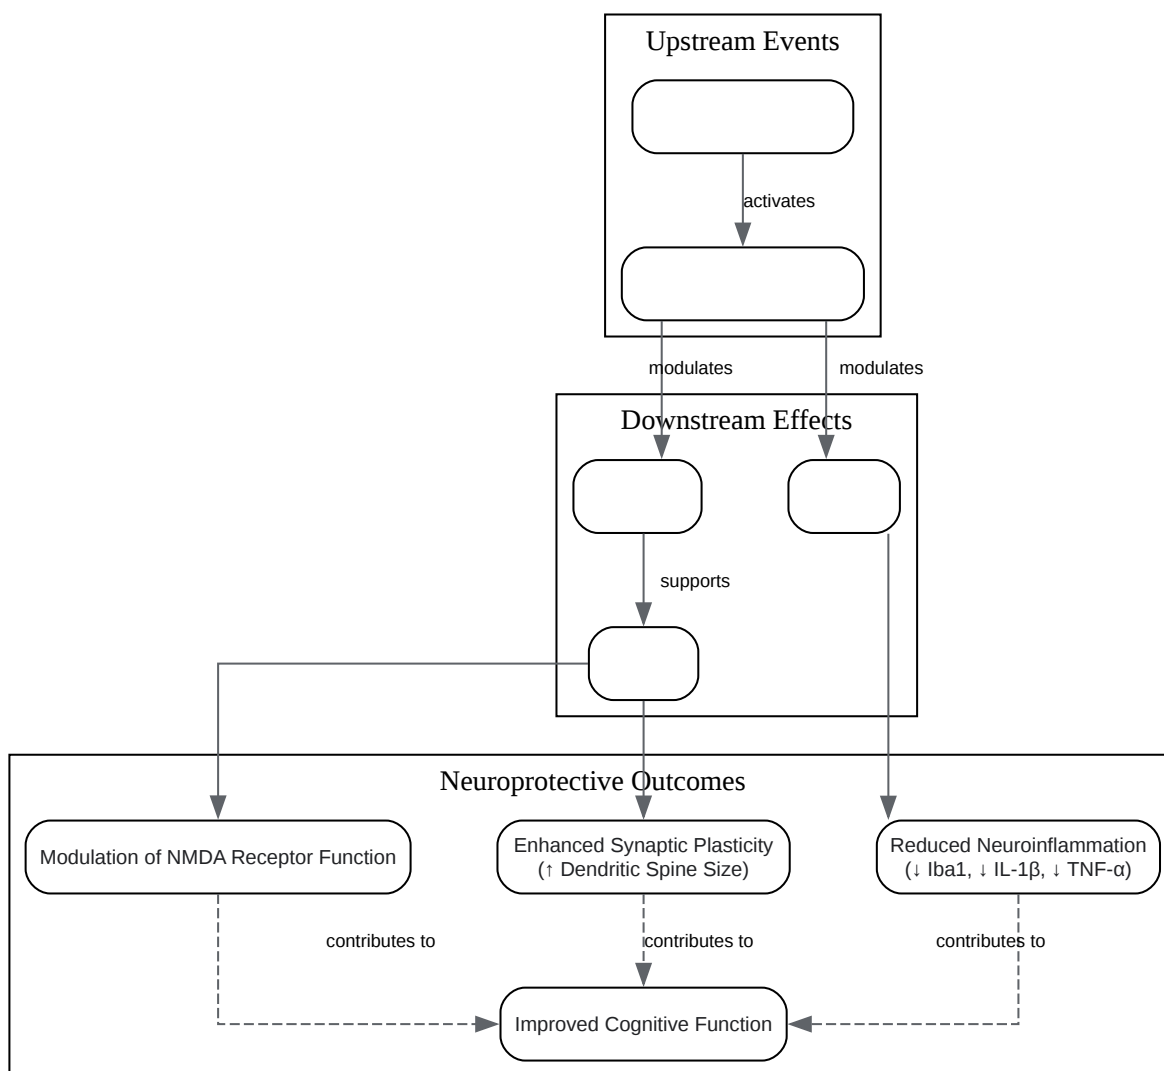 Upstream Events
activates
modulates
modulates
Downstream Effects
supports
Neuroprotective Outcomes
Modulation of NMDA Receptor Function
Enhanced Synaptic Plasticity
(↑ Dendritic Spine Size)
Reduced Neuroinflammation
(↓ Iba1, ↓ IL-1β, ↓ TNF-α)
contributes to
contributes to
contributes to
Improved Cognitive Function